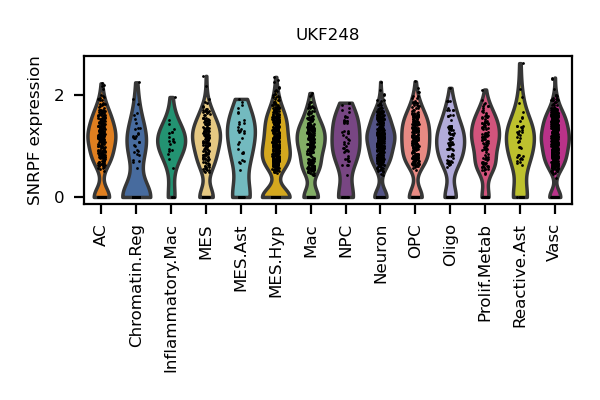 UKF248
SNRPF expression
2
0
AC
Chromatin.Reg
Inflammatory.Mac
MES
MES.Ast
MES.Hyp
Mac
NPC
Neuron
OPC
Oligo
Prolif.Metab
Reactive.Ast
Vasc